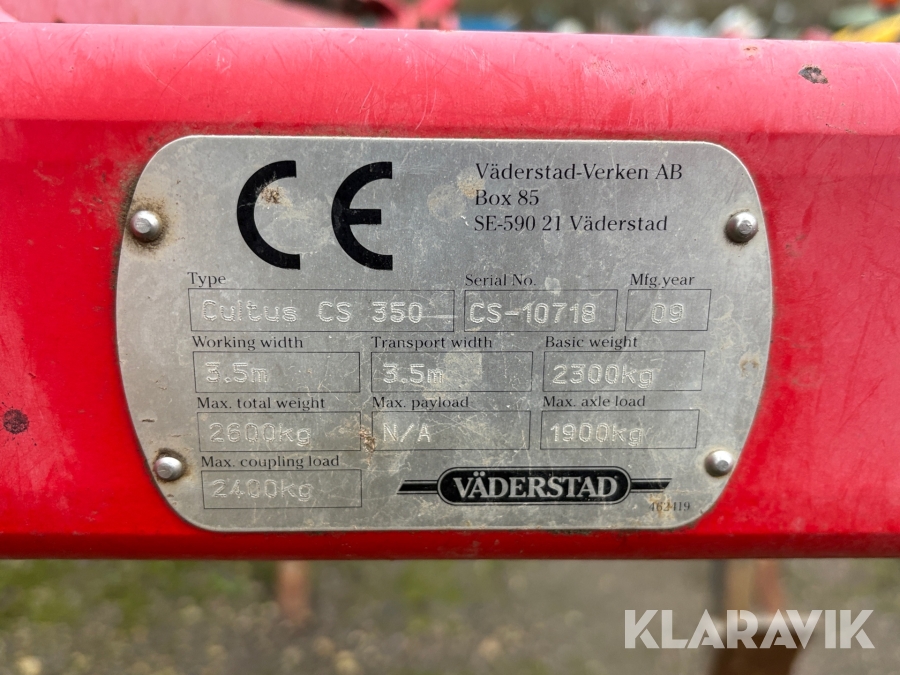 CE
Väderstad-Verken AB
Box 85
SE-590 21 Väderstad
Type Serial No. Mfg.year
Cultus CS 350 CS-10718 09
Working width Transport width Basic weight
3.5m 3.5m 2300kg
Max. total weight Max. payload Max. axle load
2600kg N/A 1900kg
Max. coupling load
2400kg
VÄDERSTAD
462419
KLARAVIK